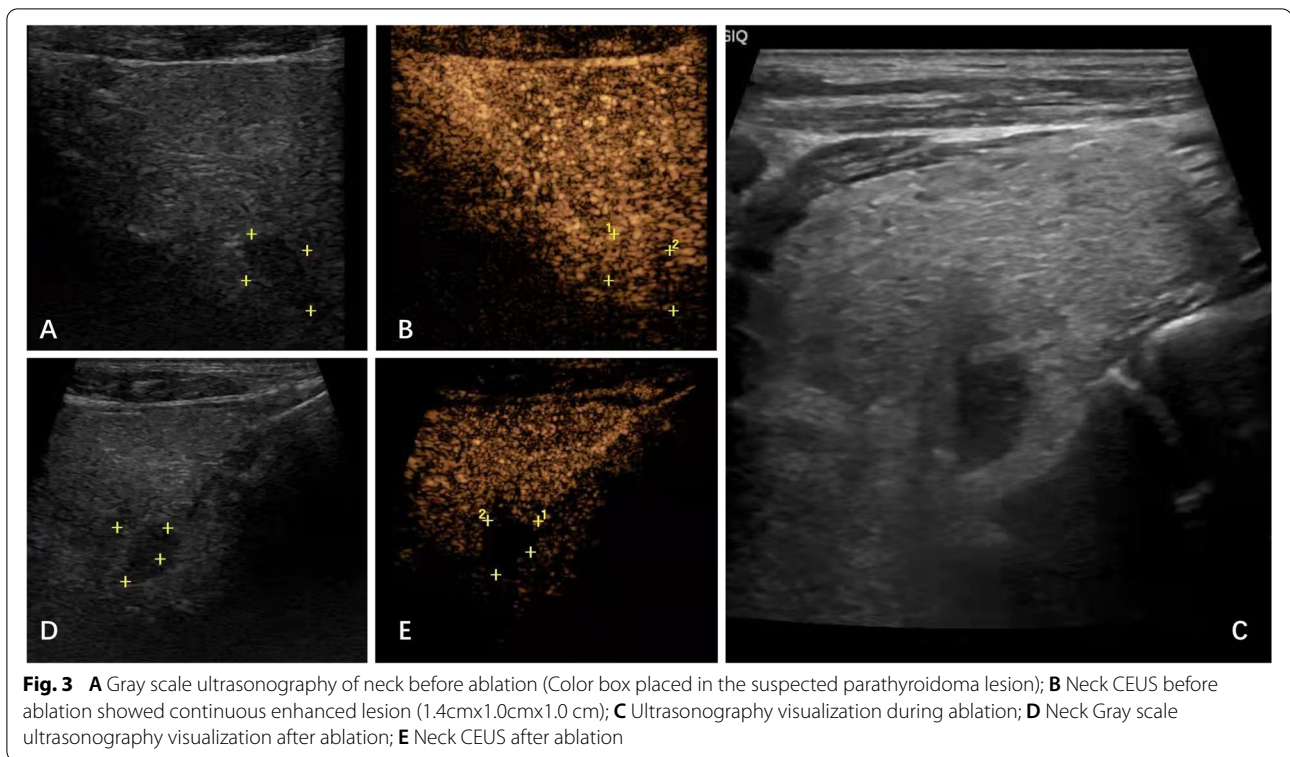 GIQ
A
B
1
2
C
D
E
2
1
Fig. 3 A Gray scale ultrasonography of neck before ablation (Color box placed in the suspected parathyroidoma lesion); B Neck CEUS before
ablation showed continuous enhanced lesion (1.4cmx1.0cmx1.0 cm); C Ultrasonography visualization during ablation; D Neck Gray scale
ultrasonography visualization after ablation; E Neck CEUS after ablation